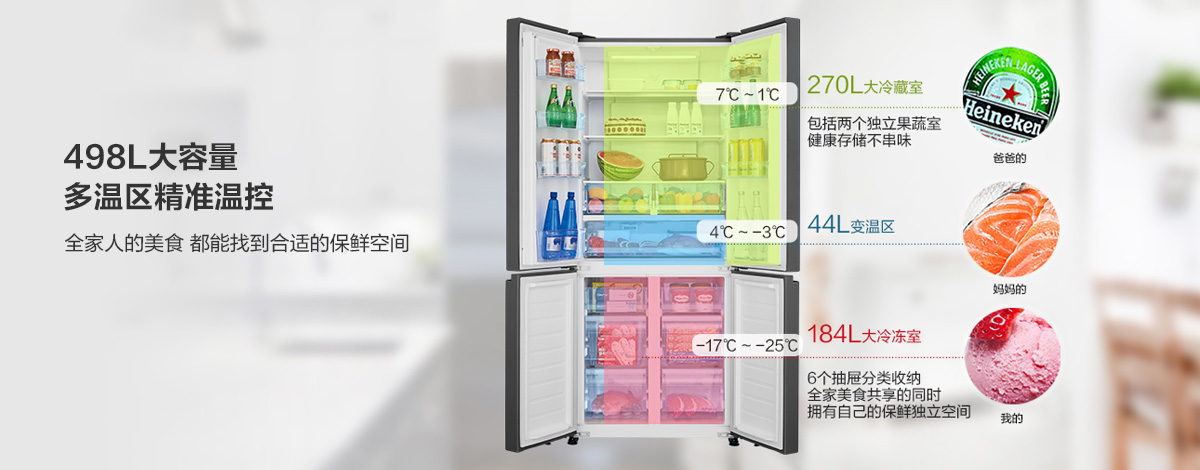 498L大容量
多温区精准温控
全家人的美食 都能找到合适的保鲜空间
7℃ ~ 1℃
270L大冷藏室
包括两个独立果蔬室
健康存储不串味
HEINEKEN LAGER BEER
Heineken
爸爸的
4℃ ~ -3℃
44L变温区
妈妈的
-17℃ ~ -25℃
184L大冷冻室
6个抽屉分类收纳
全家美食共享的同时
拥有自己的保鲜独立空间
我的